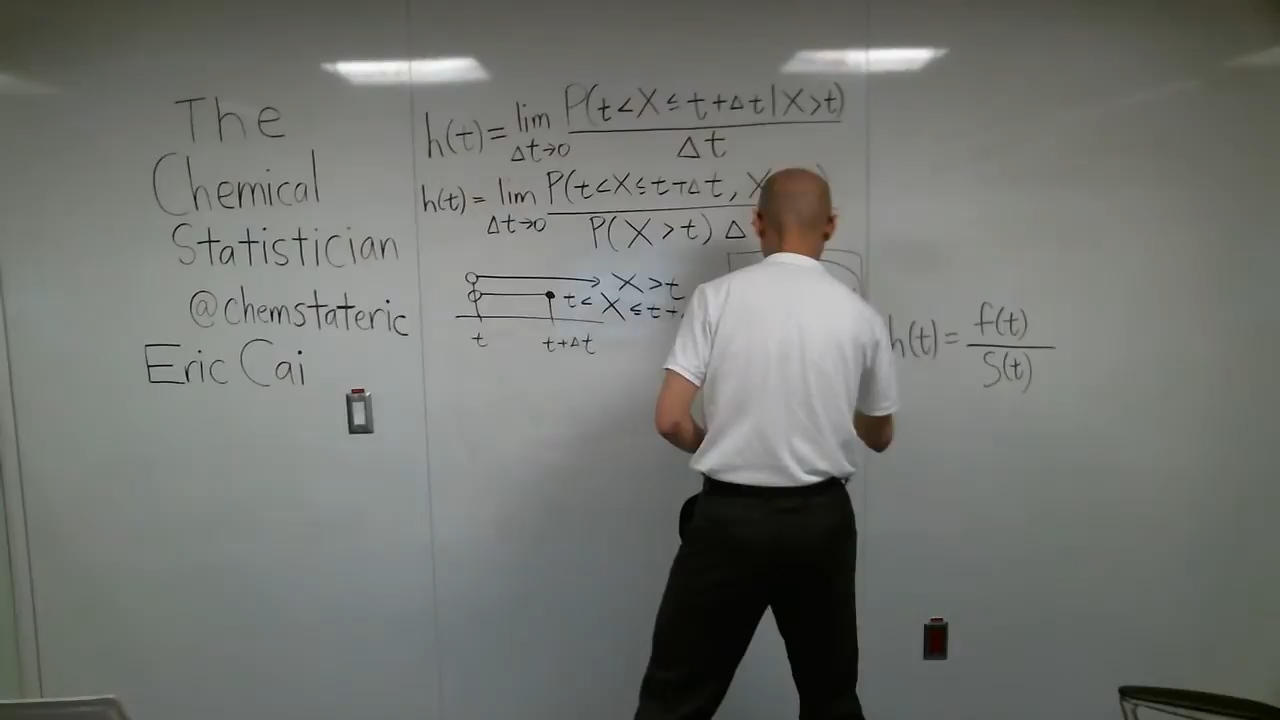 The
Chemical
Statistician
@chemstateric
Eric Cai
h(t) = lim Δt→0 P(t<X≤t+Δt|X>t) / Δt
h(t) = lim Δt→0 P(t<X≤t+Δt, X / P(X>t) Δ
X>t
t< X≤t+
t t+Δt
h(t) = f(t) / S(t)